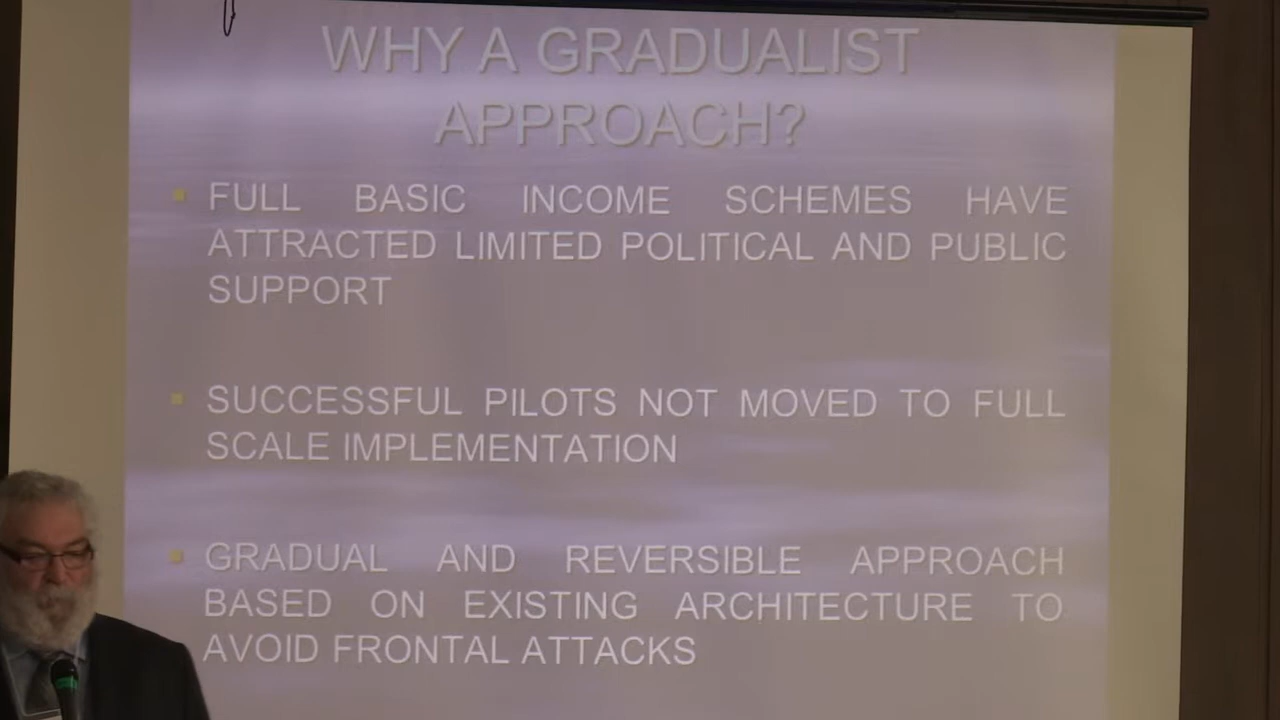 WHY A GRADUALIST
APPROACH?
FULL BASIC INCOME SCHEMES HAVE
ATTRACTED LIMITED POLITICAL AND PUBLIC
SUPPORT
SUCCESSFUL PILOTS NOT MOVED TO FULL
SCALE IMPLEMENTATION
GRADUAL AND REVERSIBLE APPROACH
BASED ON EXISTING ARCHITECTURE TO
AVOID FRONTAL ATTACKS